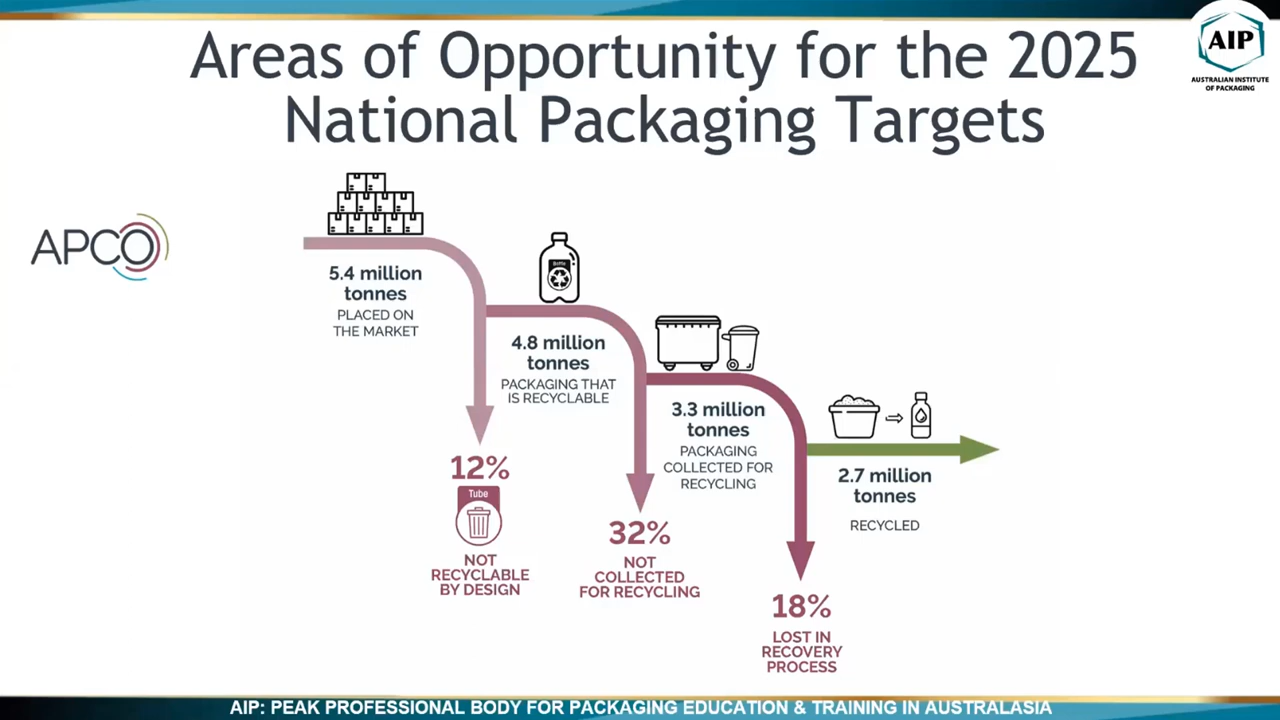 Areas of Opportunity for the 2025
National Packaging Targets
AIP
AUSTRALIAN INSTITUTE
OF PACKAGING
APCO
5.4 million
tonnes
PLACED ON
THE MARKET
Bottle
4.8 million
tonnes
PACKAGING THAT
IS RECYCLABLE
3.3 million
tonnes
PACKAGING
COLLECTED FOR
RECYCLING
2.7 million
tonnes
RECYCLED
12%
Tube
NOT
RECYCLABLE
BY DESIGN
32%
NOT
COLLECTED
FOR RECYCLING
18%
LOST IN
RECOVERY
PROCESS
AIP: PEAK PROFESSIONAL BODY FOR PACKAGING EDUCATION & TRAINING IN AUSTRALASIA